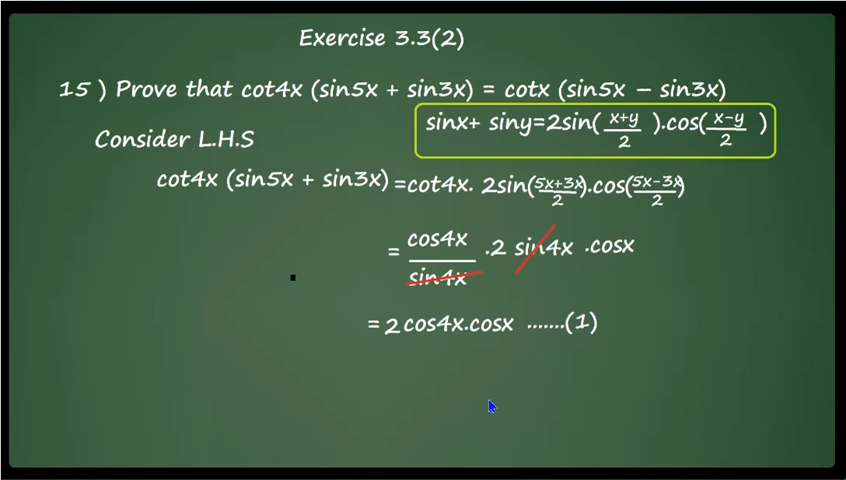 Exercise 3.3(2)
15 ) Prove that cot4x (sin5x + sin3x) = cotx (sin5x − sin3x)
sinx+ siny=2sin( x+y/2 ).cos( x−y/2 )
Consider L.H.S
cot4x (sin5x + sin3x) =cot4x. 2sin(5x+3x/2).cos(5x−3x/2)
= cos4x/sin4x .2 sin4x .cosx
=2cos4x.cosx .......(1)